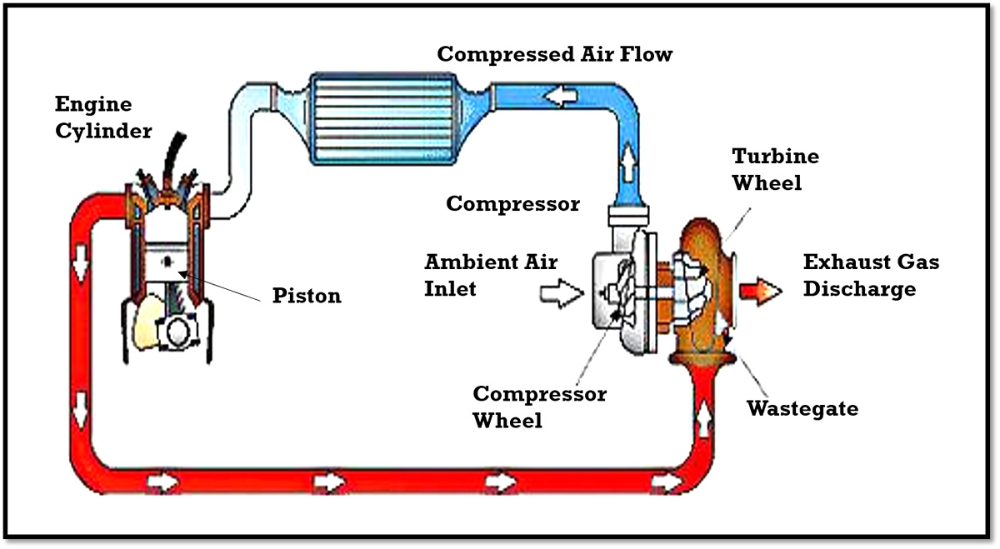 Compressed Air Flow
Engine
Cylinder
Turbine
Wheel
Compressor
Ambient Air
Inlet
Exhaust Gas
Discharge
Piston
Compressor
Wheel
Wastegate